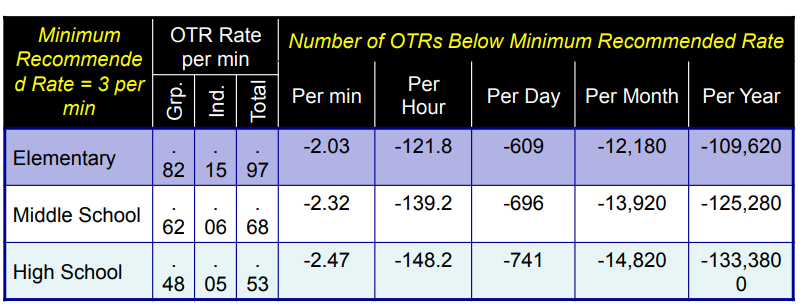 Minimum
Recommende
d Rate = 3 per
min
OTR Rate
per min
Number of OTRs Below Minimum Recommended Rate
Grp.
Ind.
Total
Per min
Per
Hour
Per Day
Per Month
Per Year
Elementary
.
82
.
15
.
97
-2.03
-121.8
-609
-12,180
-109,620
Middle School
.
62
.
06
.
68
-2.32
-139.2
-696
-13,920
-125,280
High School
.
48
.
05
.
53
-2.47
-148.2
-741
-14,820
-133,380
0